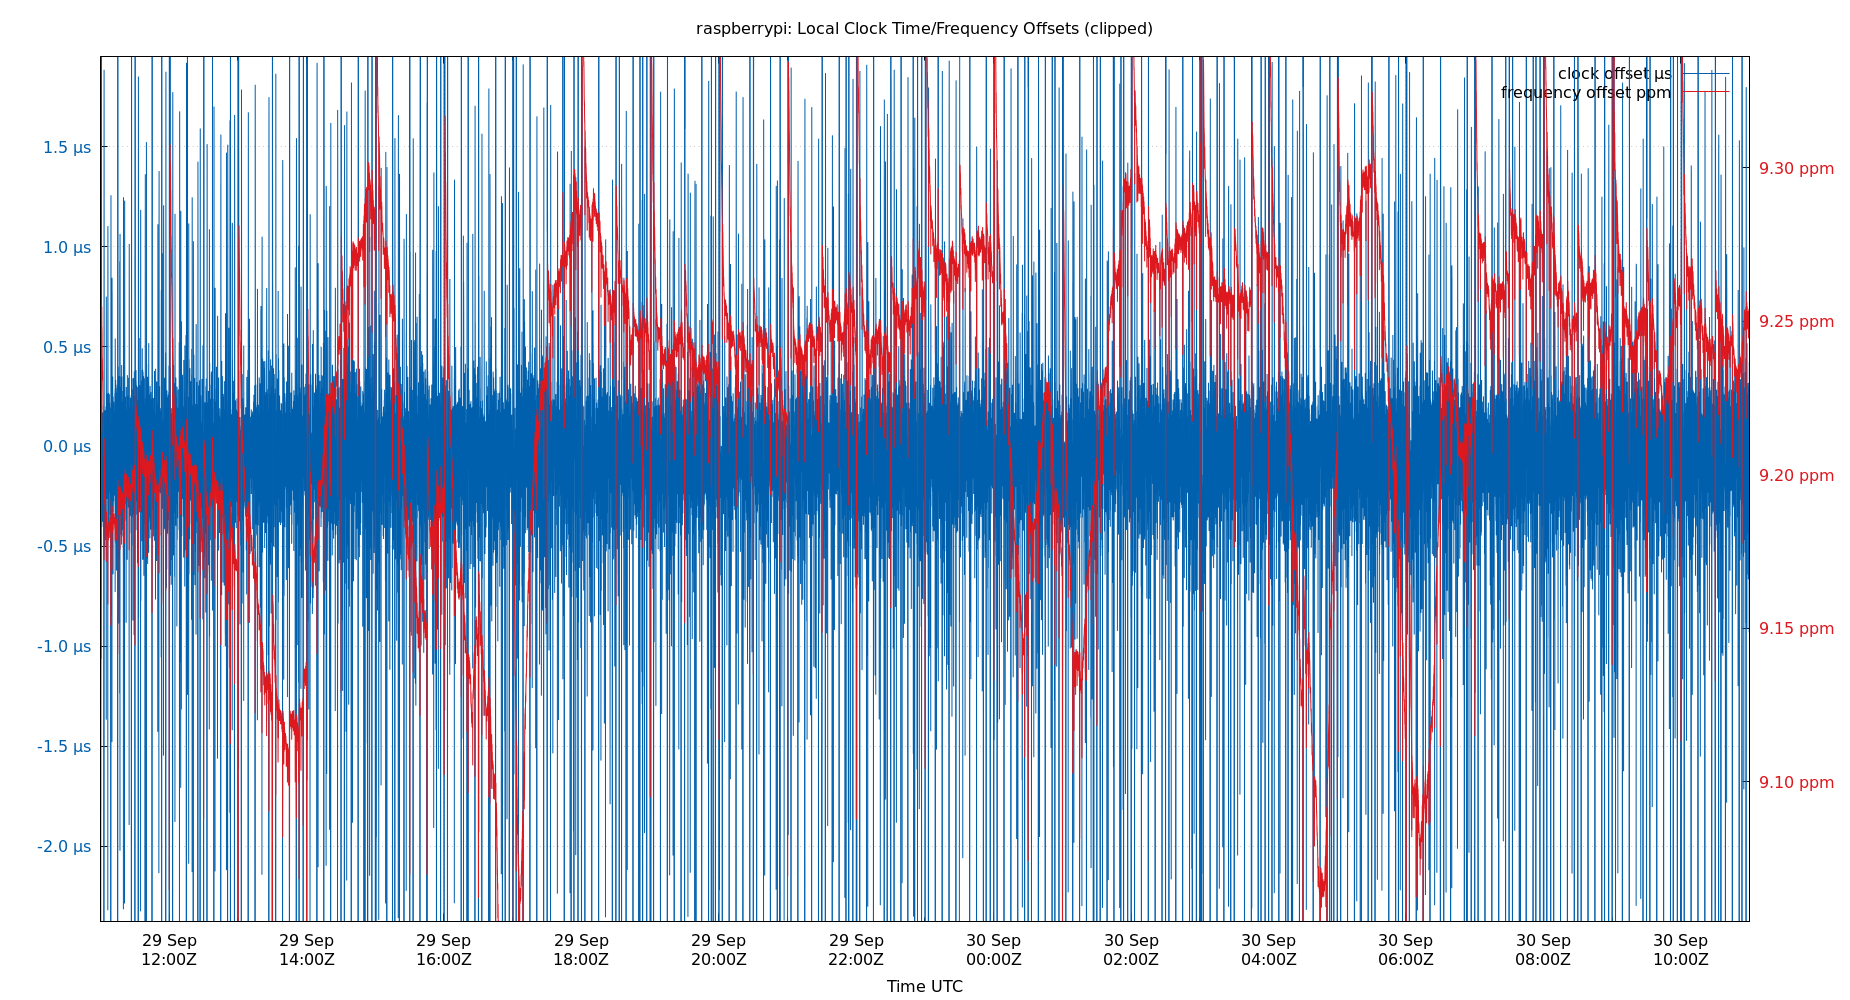 raspberrypi: Local Clock Time/Frequency Offsets (clipped)
clock offset µs
frequency offset ppm
1.5 µs
1.0 µs
0.5 µs
0.0 µs
-0.5 µs
-1.0 µs
-1.5 µs
-2.0 µs
9.30 ppm
9.25 ppm
9.20 ppm
9.15 ppm
9.10 ppm
29 Sep 29 Sep 29 Sep 29 Sep 29 Sep 29 Sep 30 Sep 30 Sep 30 Sep 30 Sep 30 Sep 30 Sep
12:00Z 14:00Z 16:00Z 18:00Z 20:00Z 22:00Z 00:00Z 02:00Z 04:00Z 06:00Z 08:00Z 10:00Z
Time UTC